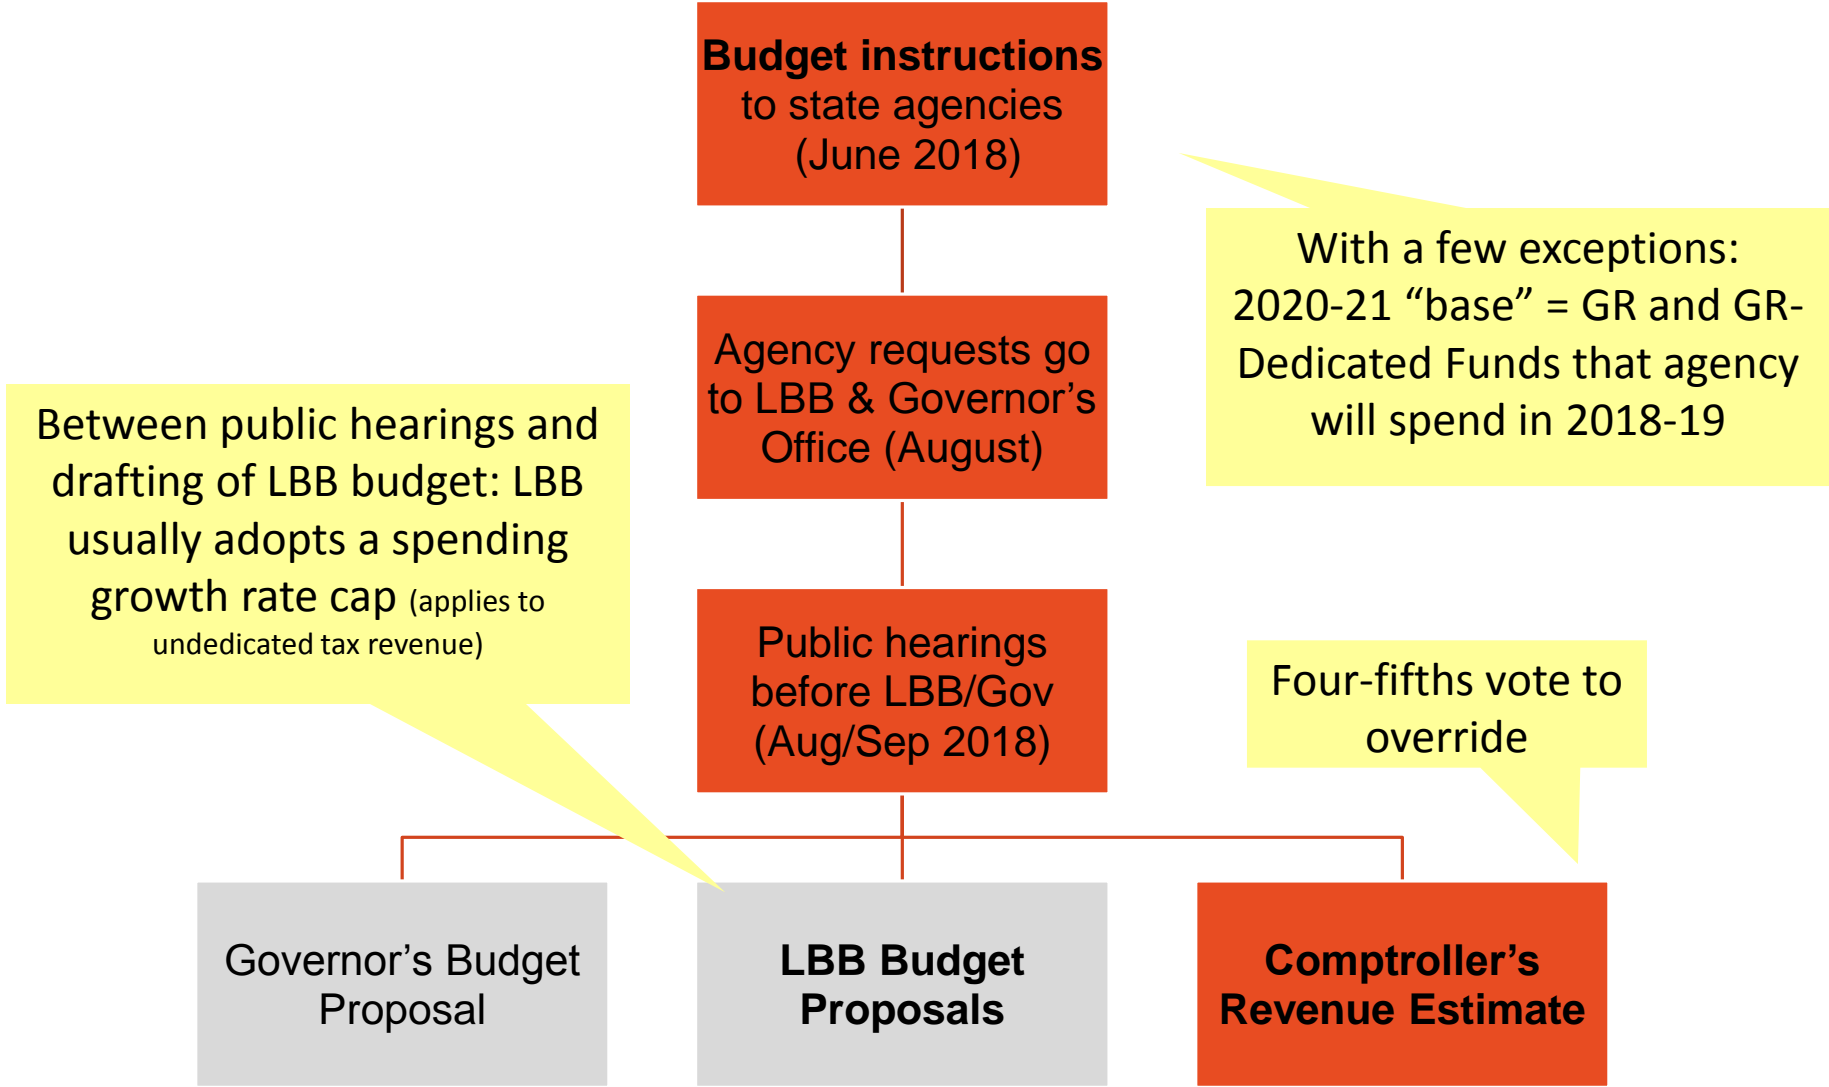 Budget instructions
to state agencies
(June 2018)
With a few exceptions:
2020-21 “base” = GR and GR-
Dedicated Funds that agency
will spend in 2018-19
Agency requests go
to LBB & Governor’s
Office (August)
Between public hearings and
drafting of LBB budget: LBB
usually adopts a spending
growth rate cap (applies to
undedicated tax revenue)
Public hearings
before LBB/Gov
(Aug/Sep 2018)
Four-fifths vote to
override
Governor’s Budget
Proposal
LBB Budget
Proposals
Comptroller’s
Revenue Estimate